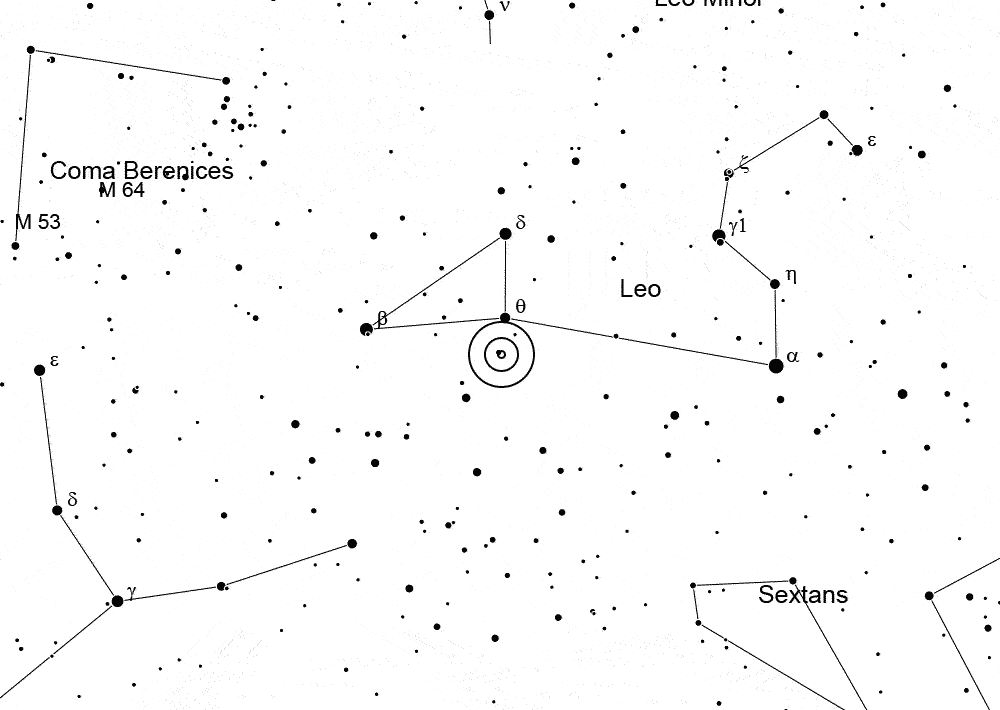 ν
Leo Minor
ε
ζ
Coma Berenices
M 64
M 53
δ
γ1
η
Leo
θ
β
α
ε
δ
γ
Sextans